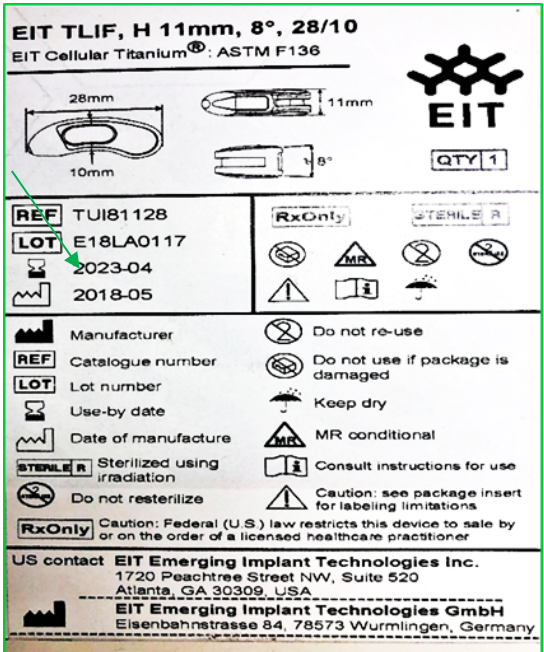 EIT TLIF, H 11mm, 8°, 28/10
EIT Cellular Titanium®: ASTM F136
28mm
11mm
10mm
8°
EIT
QTY 1
REF TUI81128
LOT E18LA0117
2023-04
2018-05
RxOnly
STERILE R
MR
2
STERILIZE
i
Manufacturer
REF Catalogue number
LOT Lot number
Use-by date
Date of manufacture
STERILE R Sterilized using
irradiation
STERILIZE Do not resterilize
2 Do not re-use
Do not use if package is
damaged
Keep dry
MR MR conditional
i Consult instructions for use
Caution: see package insert
for labeling limitations
RxOnly Caution: Federal (U.S.) law restricts this device to sale by
or on the order of a licensed healthcare practitioner
US contact EIT Emerging Implant Technologies Inc.
1720 Peachtree Street NW, Suite 520
Atlanta, GA 30309, USA
EIT Emerging Implant Technologies GmbH
Eisenbahnstrasse 84, 78573 Wurmlingen, Germany